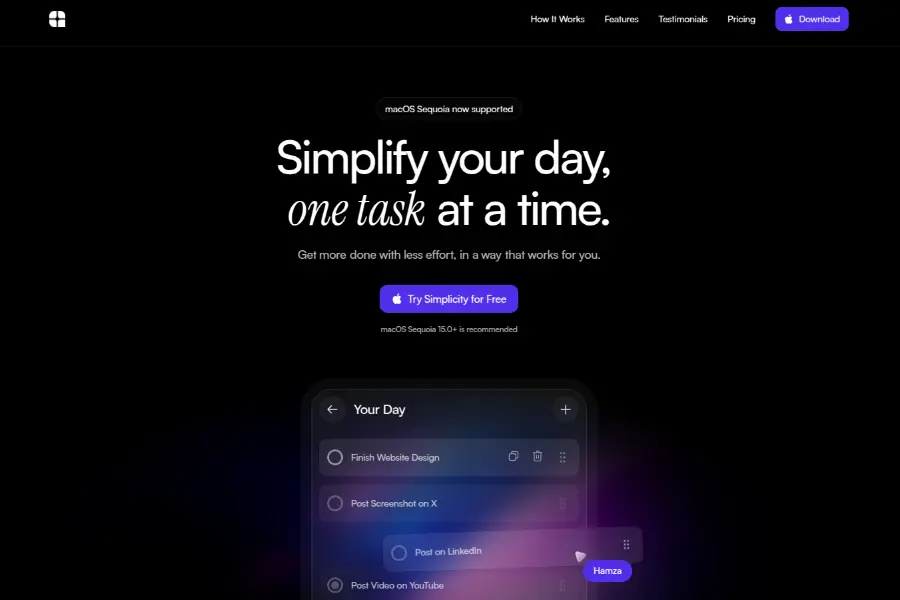 How It Works
Features
Testimonials
Pricing
Download
macOS Sequoia now supported
Simplify your day,
one task at a time.
Get more done with less effort, in a way that works for you.
Try Simplicity for Free
macOS Sequoia 15.0+ is recommended
Your Day
Finish Website Design
Post Screenshot on X
Post on LinkedIn
Hamza
Post Video on YouTube